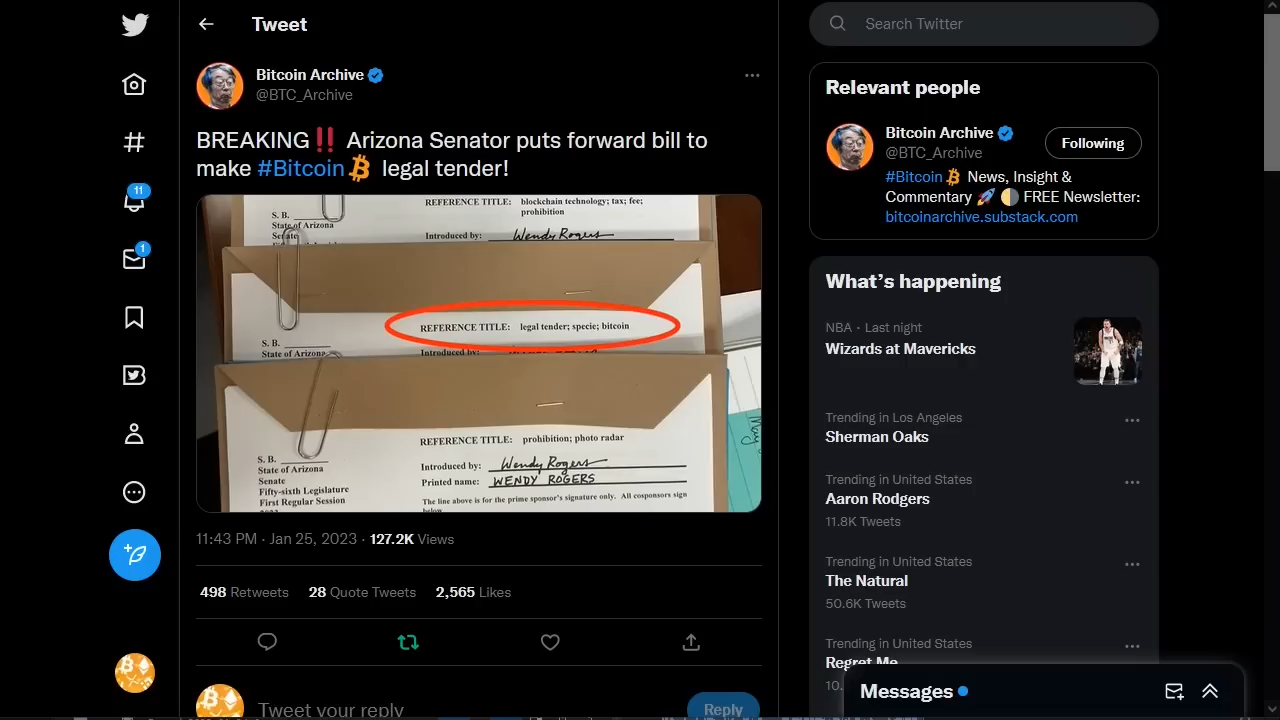 Tweet
Bitcoin Archive
@BTC_Archive
BREAKING‼ Arizona Senator puts forward bill to
make #Bitcoin legal tender!
REFERENCE TITLE: blockchain technology; tax; fee;
prohibition
S. B.
State of Arizona
Senate
Introduced by: Wendy Rogers
REFERENCE TITLE: legal tender; specie; bitcoin
S. B.
State of Arizona
Introduced by:
REFERENCE TITLE: prohibition; photo radar
S. B.
State of Arizona
Senate
Fifty-sixth Legislature
First Regular Session
Introduced by: Wendy Rogers
Printed name: WENDY ROGERS
The line above is for the prime sponsor's signature only. All cosponsors sign
below.
11:43 PM · Jan 25, 2023 · 127.2K Views
498 Retweets 28 Quote Tweets 2,565 Likes
Tweet your reply
Reply
11
1
Search Twitter
Relevant people
Bitcoin Archive
@BTC_Archive
Following
#Bitcoin News, Insight &
Commentary 🚀 🌗 FREE Newsletter:
bitcoinarchive.substack.com
What's happening
NBA · Last night
Wizards at Mavericks
Trending in Los Angeles
Sherman Oaks
Trending in United States
Aaron Rodgers
11.8K Tweets
Trending in United States
The Natural
50.6K Tweets
Trending in United States
Regret Me
10.
Messages